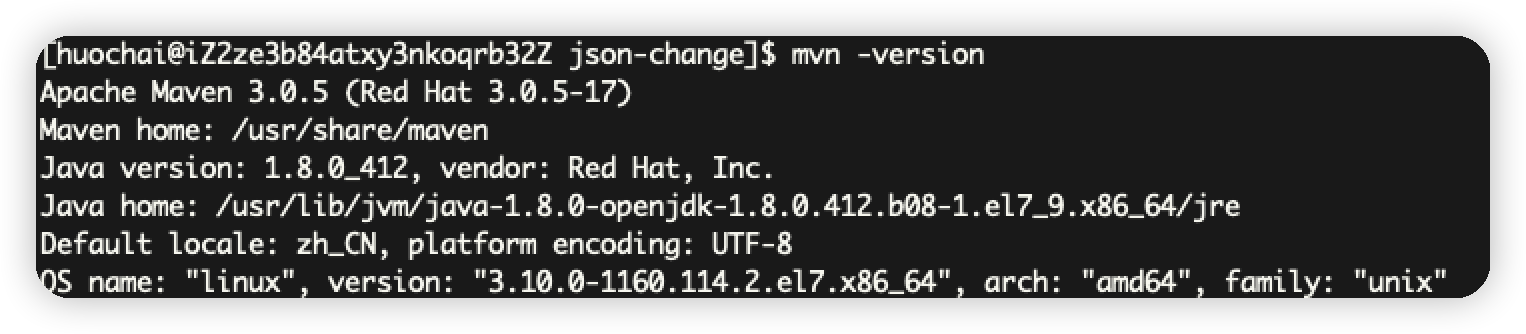 [huochai@iZ2ze3b84atxy3nkoqrb32Z json-change]$ mvn -version
Apache Maven 3.0.5 (Red Hat 3.0.5-17)
Maven home: /usr/share/maven
Java version: 1.8.0_412, vendor: Red Hat, Inc.
Java home: /usr/lib/jvm/java-1.8.0-openjdk-1.8.0.412.b08-1.el7_9.x86_64/jre
Default locale: zh_CN, platform encoding: UTF-8
OS name: "linux", version: "3.10.0-1160.114.2.el7.x86_64", arch: "amd64", family: "unix"